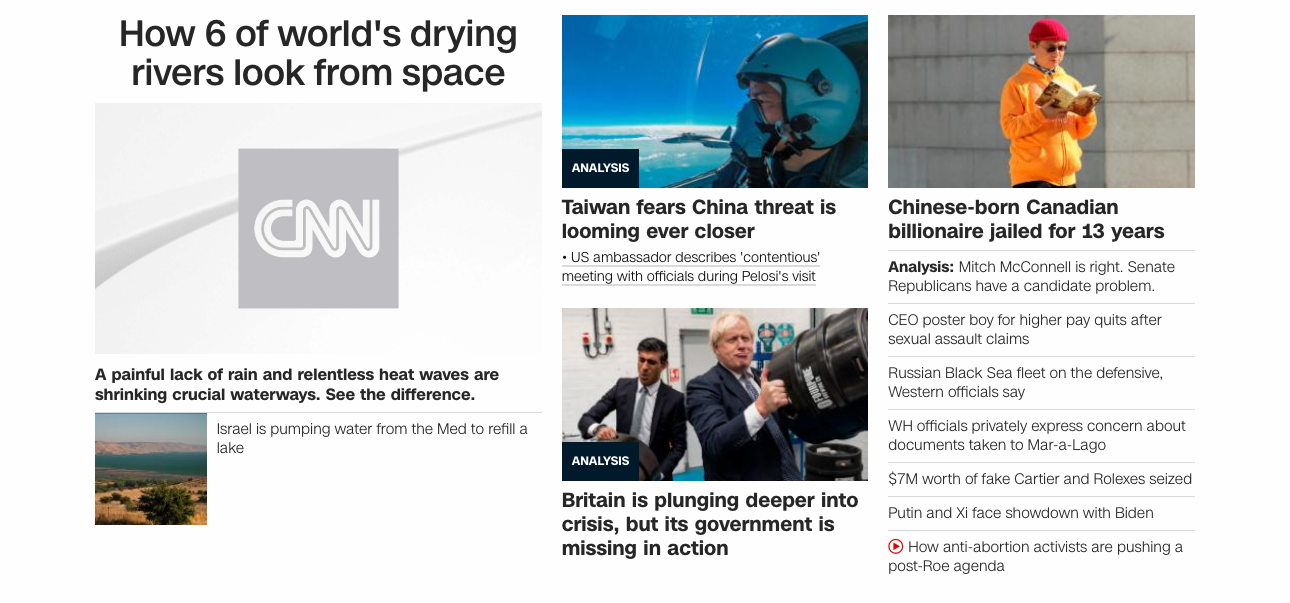 How 6 of world's drying
rivers look from space
CNN
A painful lack of rain and relentless heat waves are
shrinking crucial waterways. See the difference.
Israel is pumping water from the Med to refill a
lake
ANALYSIS
Taiwan fears China threat is
looming ever closer
• US ambassador describes 'contentious'
meeting with officials during Pelosi's visit
ANALYSIS
Britain is plunging deeper into
crisis, but its government is
missing in action
Chinese-born Canadian
billionaire jailed for 13 years
Analysis: Mitch McConnell is right. Senate
Republicans have a candidate problem.
CEO poster boy for higher pay quits after
sexual assault claims
Russian Black Sea fleet on the defensive,
Western officials say
WH officials privately express concern about
documents taken to Mar-a-Lago
$7M worth of fake Cartier and Rolexes seized
Putin and Xi face showdown with Biden
How anti-abortion activists are pushing a
post-Roe agenda